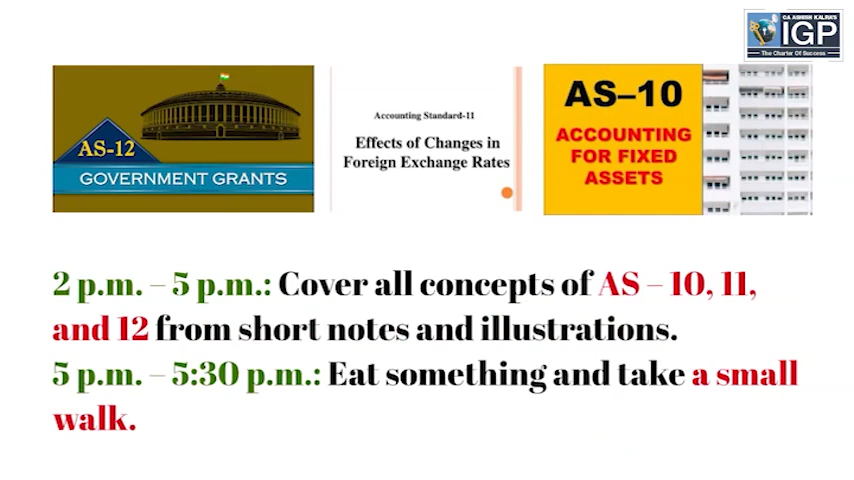 CA ASHISH KALRA'S
IGP
The Charter Of Success
AS-12
GOVERNMENT GRANTS
Accounting Standard-11
Effects of Changes in
Foreign Exchange Rates
AS–10
ACCOUNTING
FOR FIXED
ASSETS
2 p.m. – 5 p.m.: Cover all concepts of AS – 10, 11,
and 12 from short notes and illustrations.
5 p.m. – 5:30 p.m.: Eat something and take a small
walk.